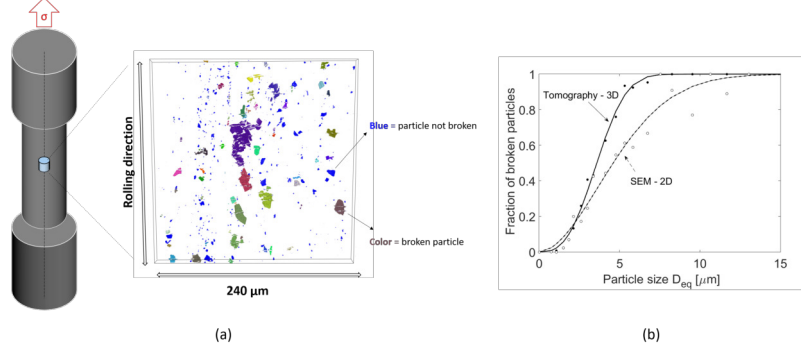 σ
Rolling direction
Blue = particle not broken
Color = broken particle
240 μm
(a)
Fraction of broken particles
1
0.8
0.6
0.4
0.2
0
Tomography - 3D
SEM - 2D
0 5 10 15
Particle size Deq [μm]
(b)